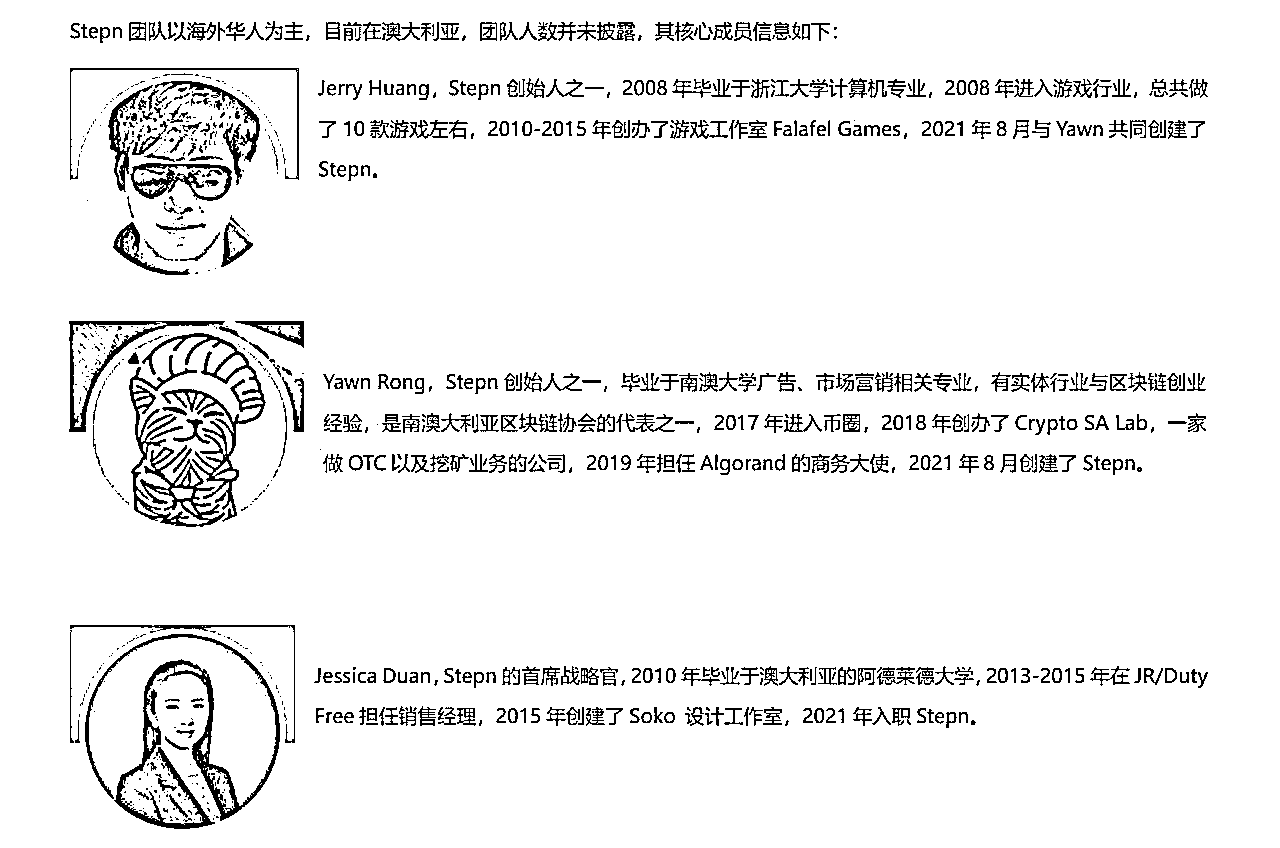 Stepn 团队以海外华人为主，目前在澳大利亚，团队人数并未披露，其核心成员信息如下：
Jerry Huang，Stepn 创始人之一，2008 年毕业于浙江大学计算机专业，2008 年进入游戏行业，总共做
了 10 款游戏左右，2010-2015 年创办了游戏工作室 Falafel Games，2021 年 8 月与 Yawn 共同创建了
Stepn。
Yawn Rong，Stepn 创始人之一，毕业于南澳大学广告、市场营销相关专业，有实体行业与区块链创业
经验，是南澳大利亚区块链协会的代表之一，2017 年进入币圈，2018 年创办了 Crypto SA Lab，一家
做 OTC 以及挖矿业务的公司，2019 年担任 Algorand 的商务大使，2021 年 8 月创建了 Stepn。
Jessica Duan, Stepn 的首席战略官, 2010 年毕业于澳大利亚的阿德莱德大学, 2013-2015 年在 JR/Duty
Free 担任销售经理，2015 年创建了 Soko 设计工作室，2021 年入职 Stepn。